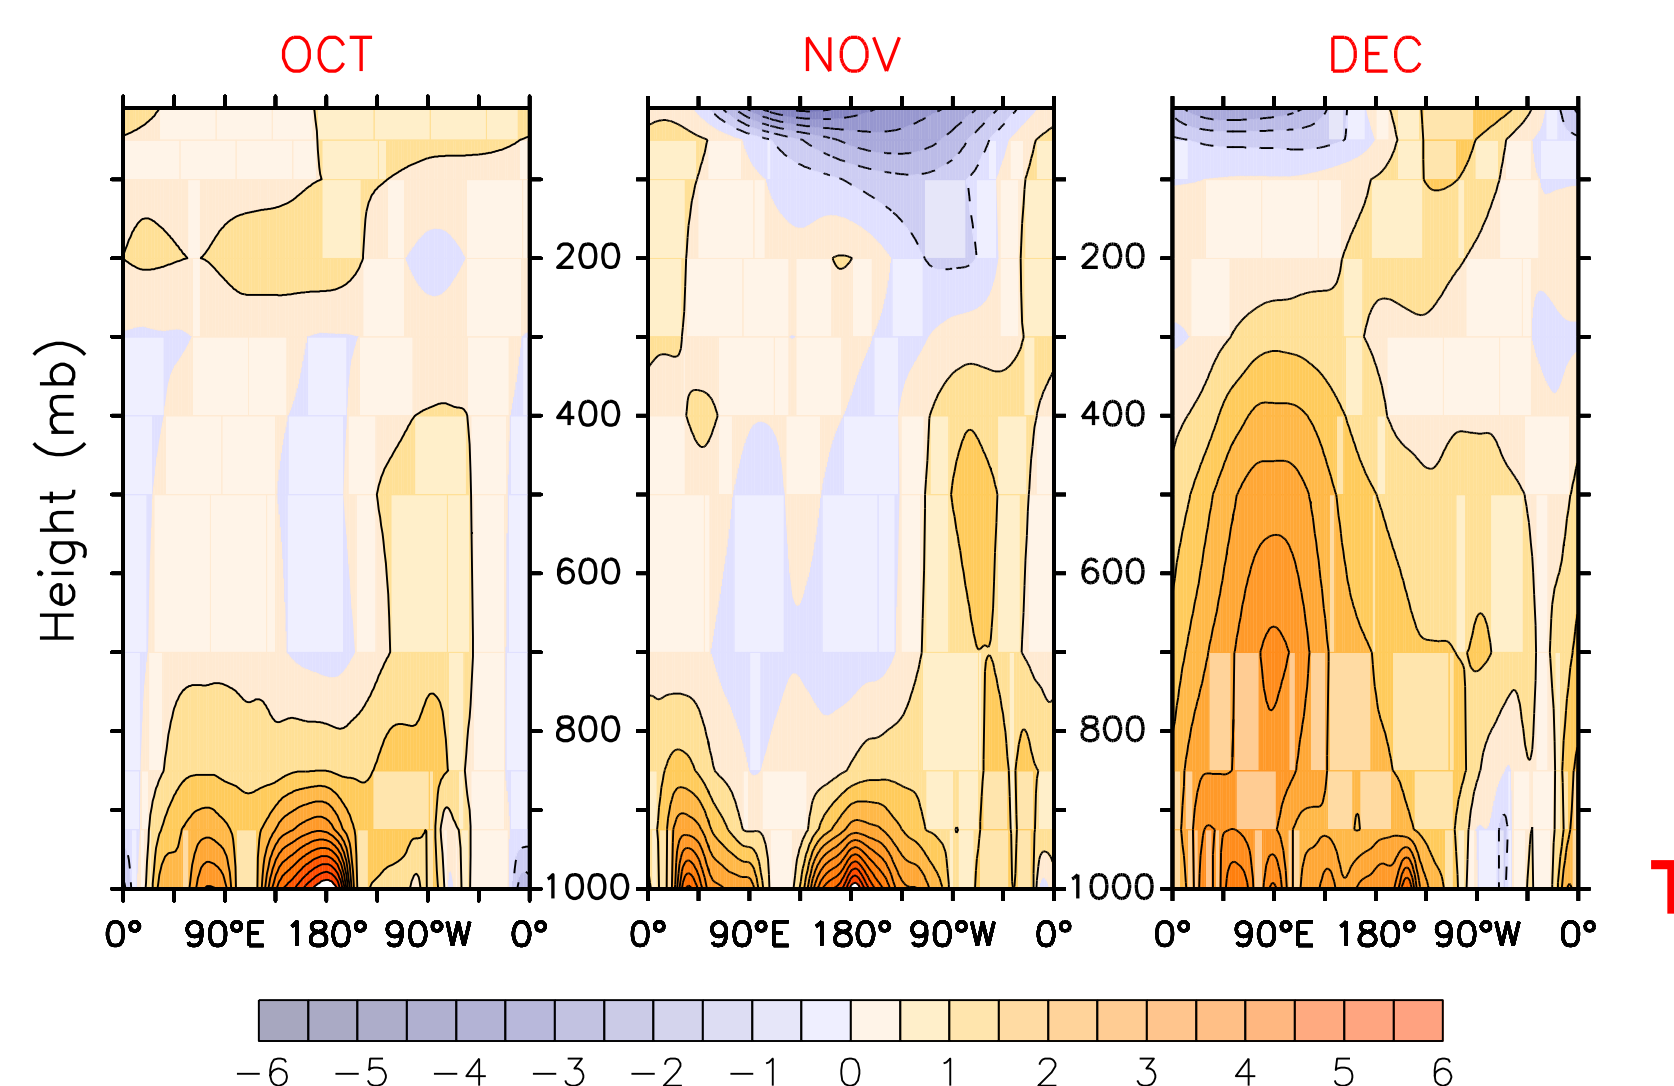 OCT NOV DEC
Height (mb)
200 200
400 400
600 600
800 800
1000 1000
0° 90°E 180° 90°W 0° 0° 90°E 180° 90°W 0° 0° 90°E 180° 90°W 0°
−6 −5 −4 −3 −2 −1 0 1 2 3 4 5 6